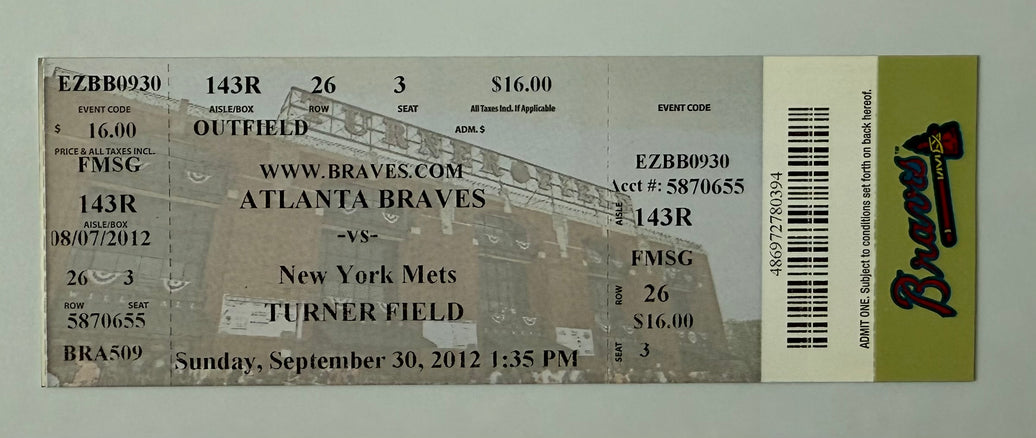 EZBB0930
EVENT CODE
$ 16.00
PRICE & ALL TAXES INCL.
FMSG
143R
AISLE/BOX
08/07/2012
26 3
ROW SEAT
5870655
BRA509
143R 26 3 $16.00
AISLE/BOX ROW SEAT All Taxes Incl. If Applicable
OUTFIELD ADM. $
TURNER FIELD
WWW.BRAVES.COM
ATLANTA BRAVES
-vs-
New York Mets
TURNER FIELD
Sunday, September 30, 2012 1:35 PM
EVENT CODE
EZBB0930
Acct #: 5870655
AISLE 143R
FMSG
ROW 26
$16.00
SEAT 3
486972780394
ADMIT ONE. Subject to conditions set forth on back hereof.
Braves™